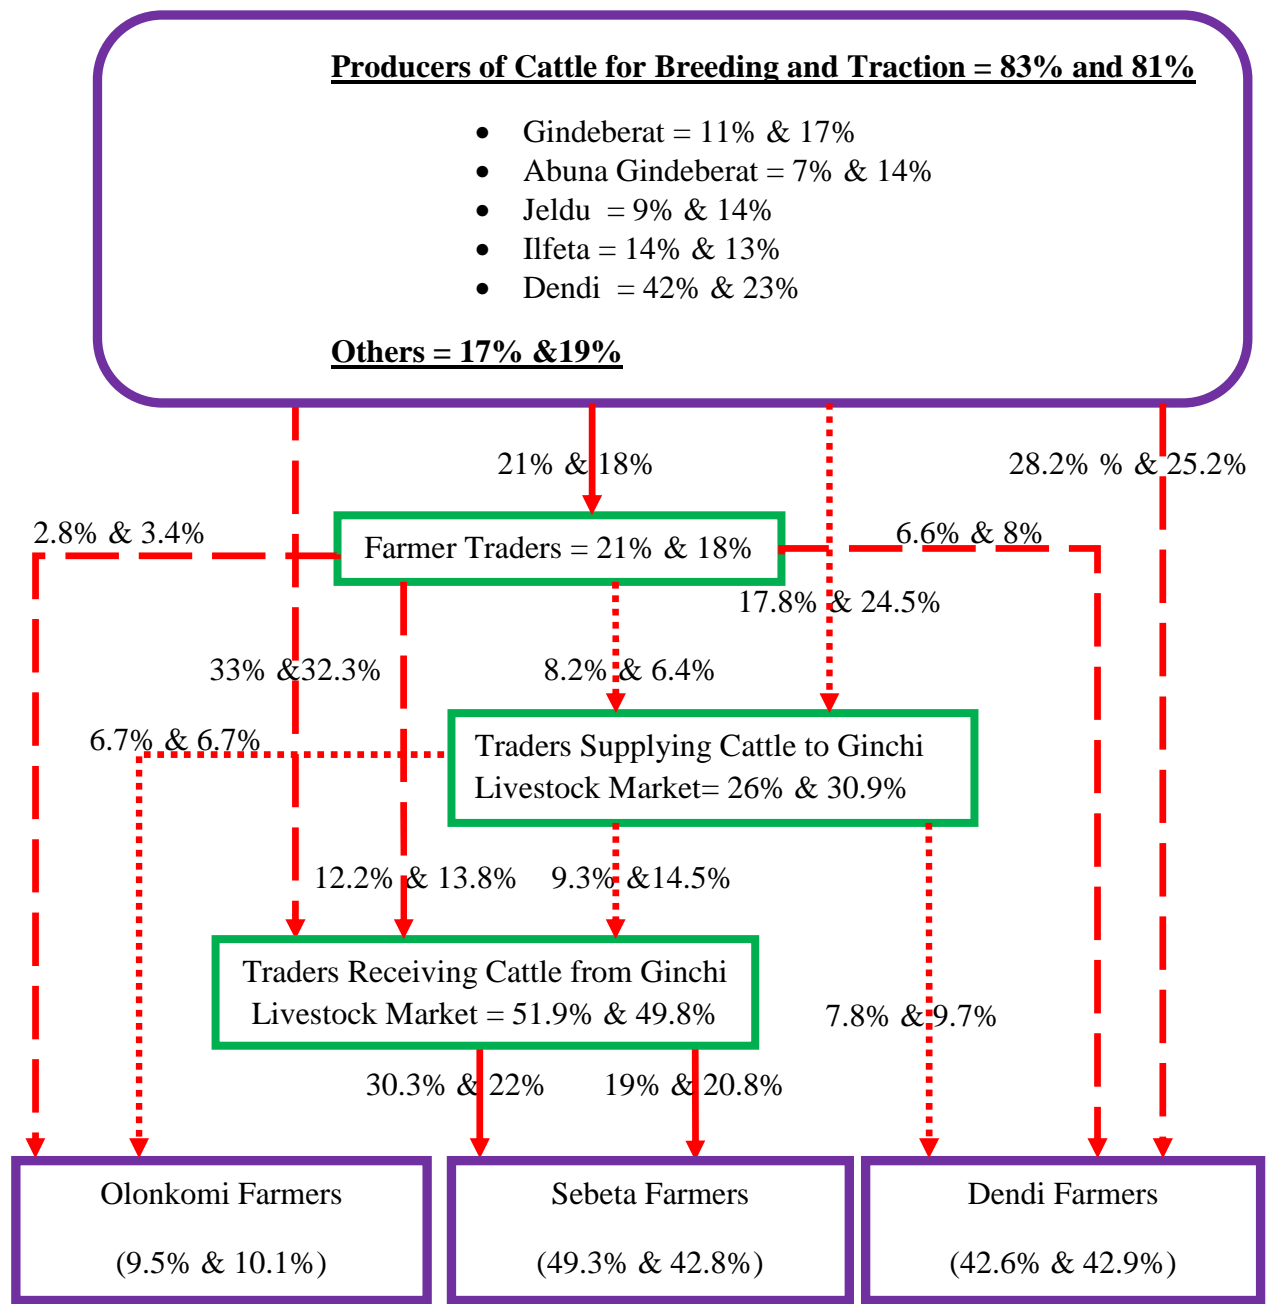 Producers of Cattle for Breeding and Traction = 83% and 81%
• Gindeberat = 11% & 17%
• Abuna Gindeberat = 7% & 14%
• Jeldu = 9% & 14%
• Ilfeta = 14% & 13%
• Dendi = 42% & 23%
Others = 17% &19%
21% & 18%
28.2% % & 25.2%
2.8% & 3.4%
Farmer Traders = 21% & 18%
6.6% & 8%
17.8% & 24.5%
33% &32.3%
8.2% & 6.4%
6.7% & 6.7%
Traders Supplying Cattle to Ginchi
Livestock Market= 26% & 30.9%
12.2% & 13.8%
9.3% &14.5%
Traders Receiving Cattle from Ginchi
Livestock Market = 51.9% & 49.8%
7.8% & 9.7%
30.3% & 22%
19% & 20.8%
Olonkomi Farmers
(9.5% & 10.1%)
Sebeta Farmers
(49.3% & 42.8%)
Dendi Farmers
(42.6% & 42.9%)